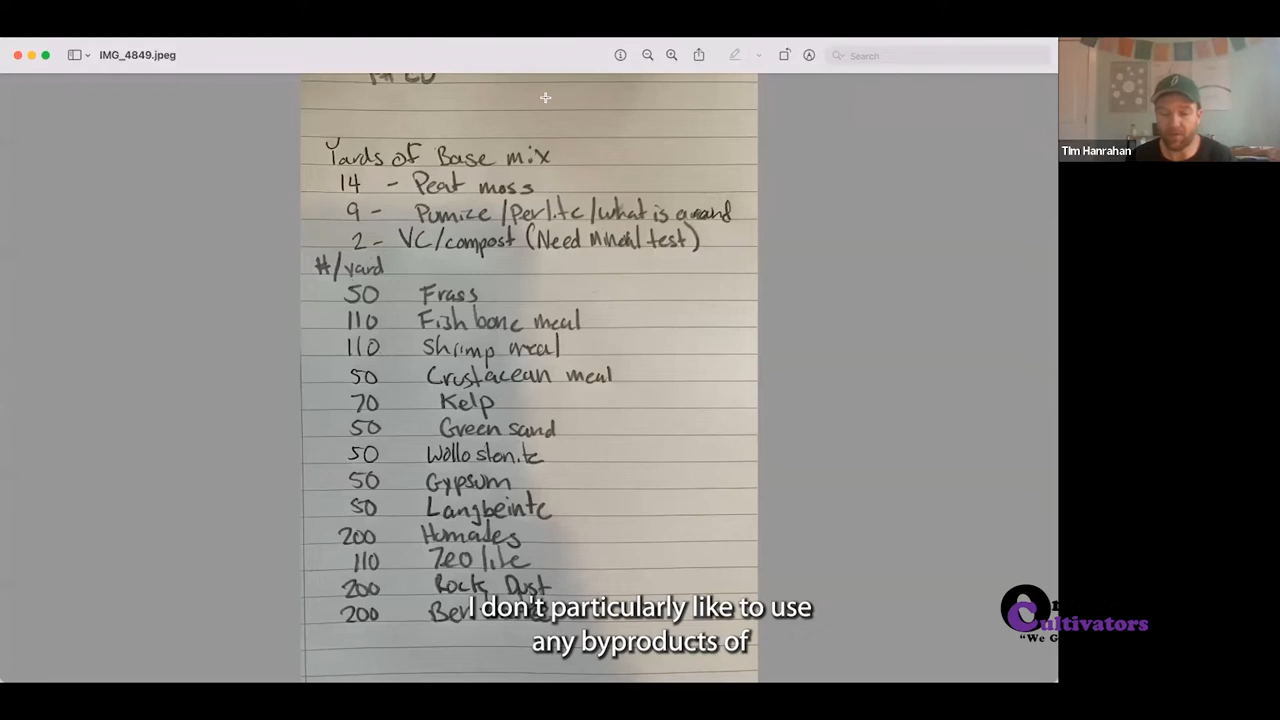 IMG_4849.jpeg
Search
Tim Hanrahan
Yards of Base mix
14 - Peat moss
9 - Pumice/perlite/what is around
2 - VC/compost (Need Mineral test)
#/yard
50 Frass
110 Fish bone meal
110 Shrimp meal
50 Crustacean meal
70 Kelp
50 Green sand
50 Wollostonite
50 Gypsum
50 Langbeinte
200 Humates
110 Zeolite
200 Rock Dust
200
I don't particularly like to use
any byproducts of
Cultivators
"We G